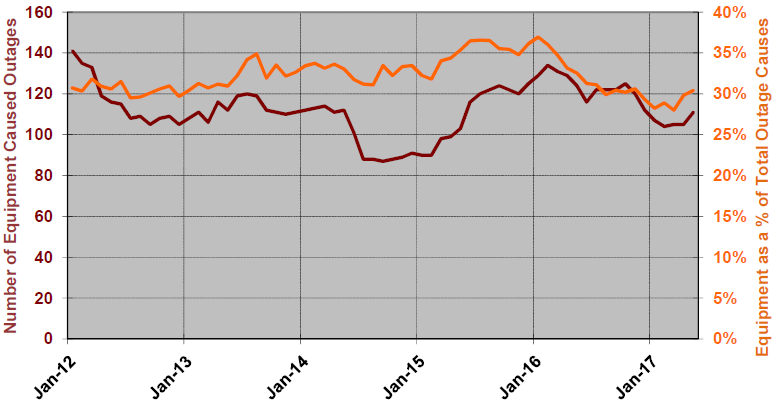 Number of Equipment Caused Outages
160
140
120
100
80
60
40
20
0
40%
35%
30%
25%
20%
15%
10%
5%
0%
Equipment as a % of Total Outage Causes
Jan-12
Jan-13
Jan-14
Jan-15
Jan-16
Jan-17